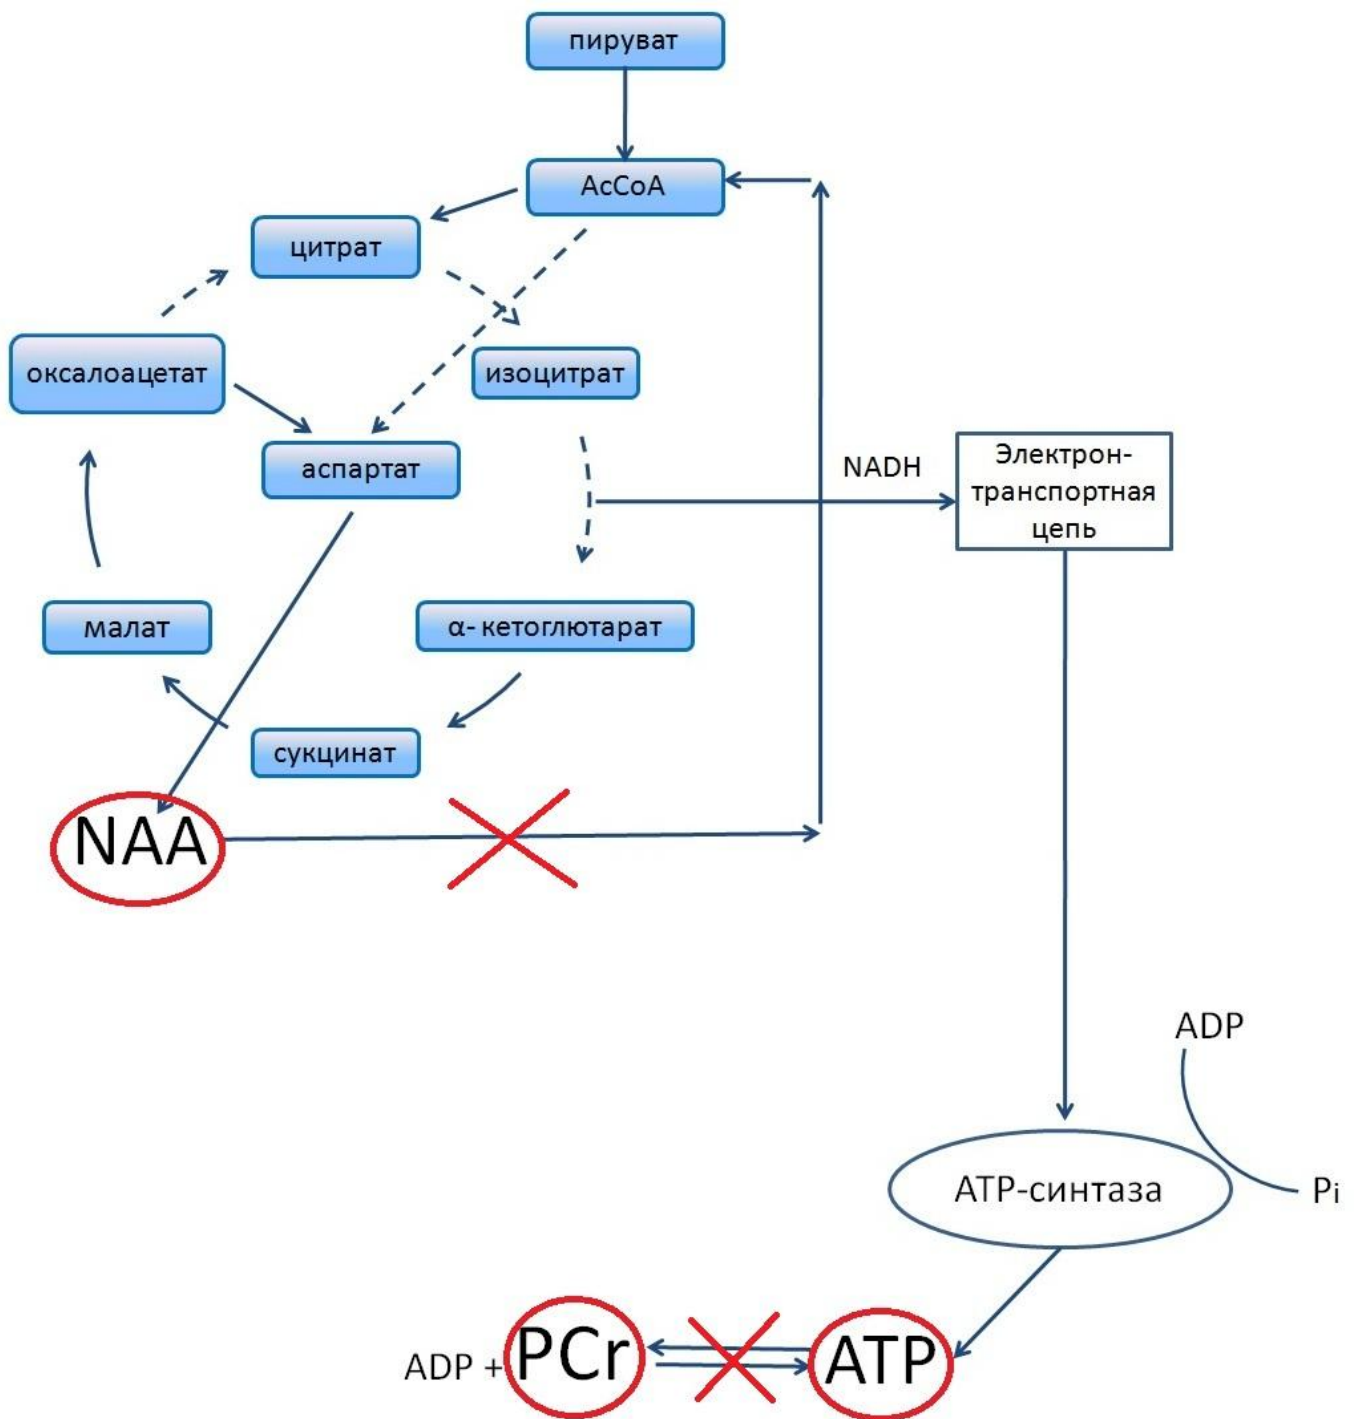 пируват
AcCoA
цитрат
оксалоацетат
изоцитрат
аспартат
NADH
Электрон-
транспортная
цепь
малат
α- кетоглютарат
сукцинат
NAA
ADP
АТР-синтаза
Pi
ADP + PCr
ATP